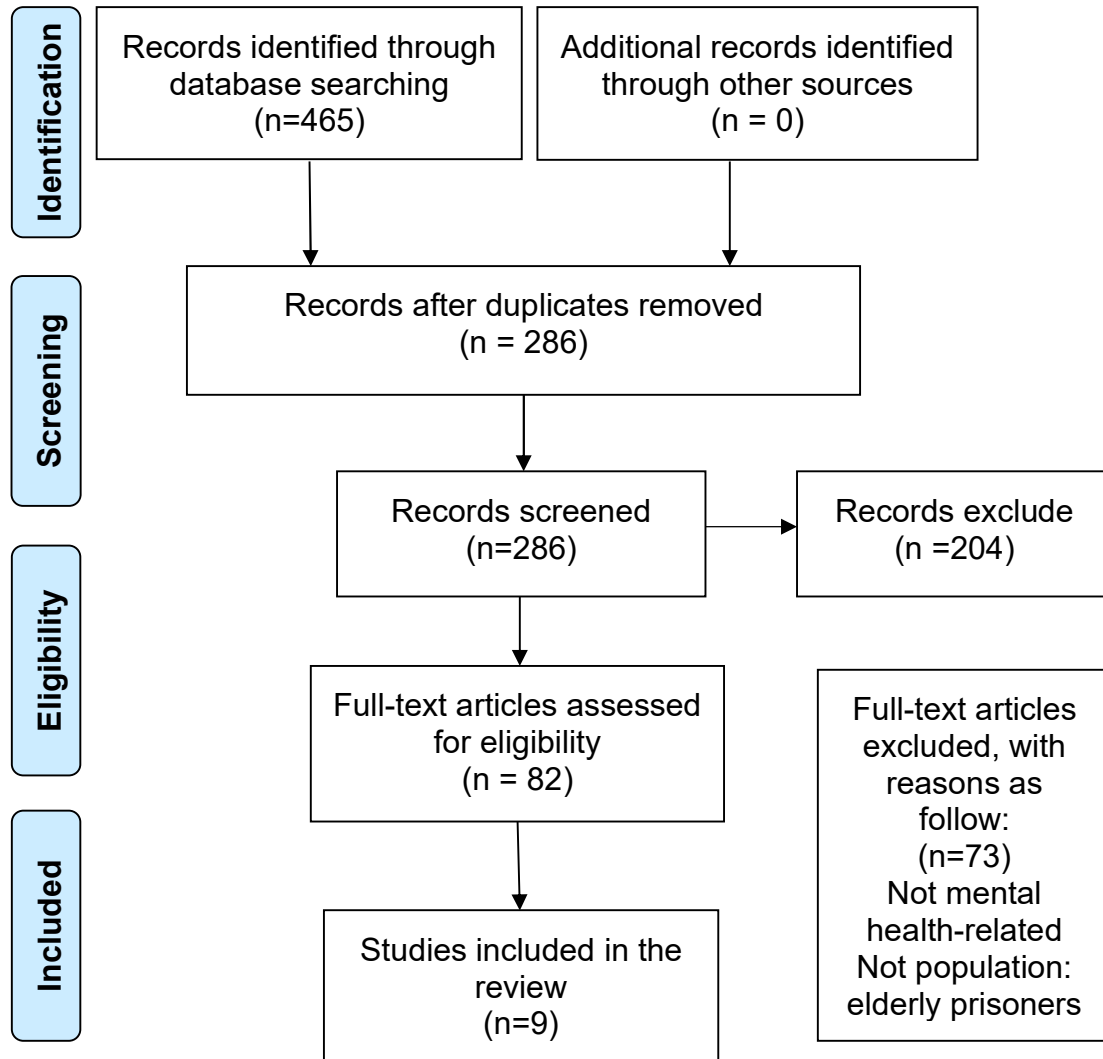 Identification
Records identified through
database searching
(n=465)
Additional records identified
through other sources
(n = 0)
Screening
Records after duplicates removed
(n = 286)
Records screened
(n=286)
Records exclude
(n =204)
Eligibility
Full-text articles assessed
for eligibility
(n = 82)
Full-text articles
excluded, with
reasons as
follow:
(n=73)
Not mental
health-related
Not population:
elderly prisoners
Included
Studies included in the
review
(n=9)